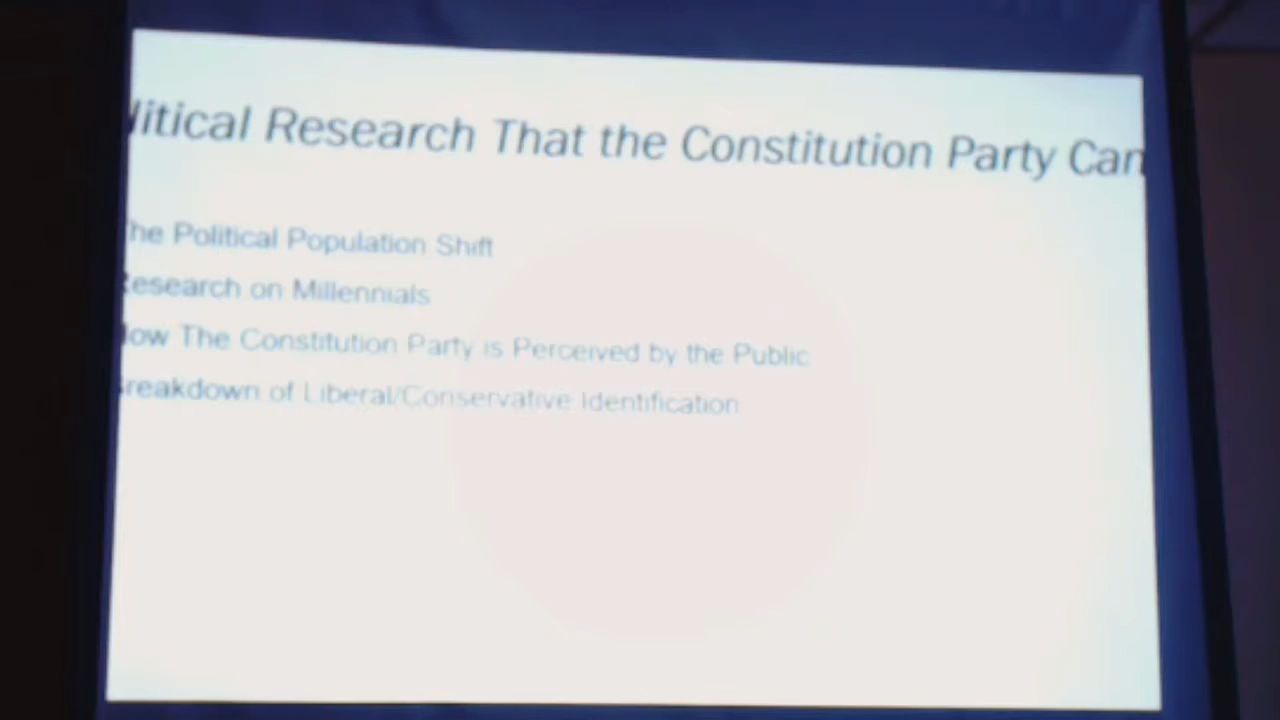 litical Research That the Constitution Party Can
The Political Population Shift
Research on Millennials
How The Constitution Party is Perceived by the Public
Breakdown of Liberal/Conservative Identification